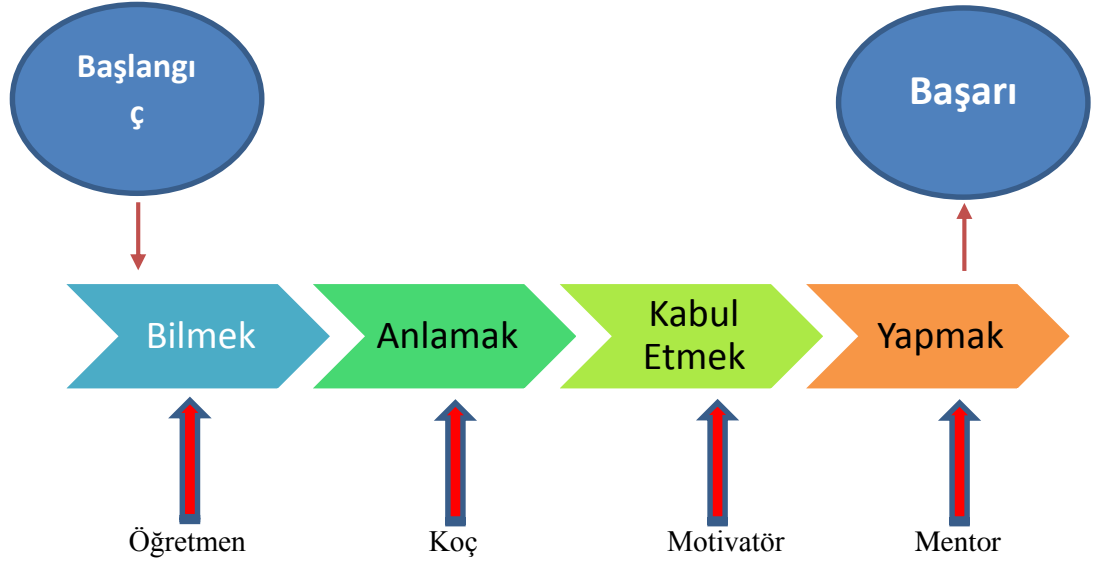 Başlangı
ç
Başarı
Bilmek
Anlamak
Kabul
Etmek
Yapmak
Öğretmen
Koç
Motivatör
Mentor